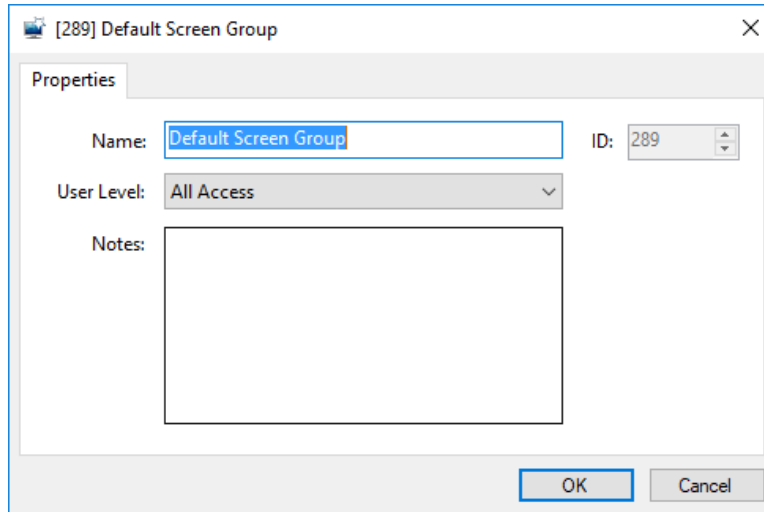 [289] Default Screen Group
Properties
Name: Default Screen Group ID: 289
User Level: All Access
Notes:
OK Cancel